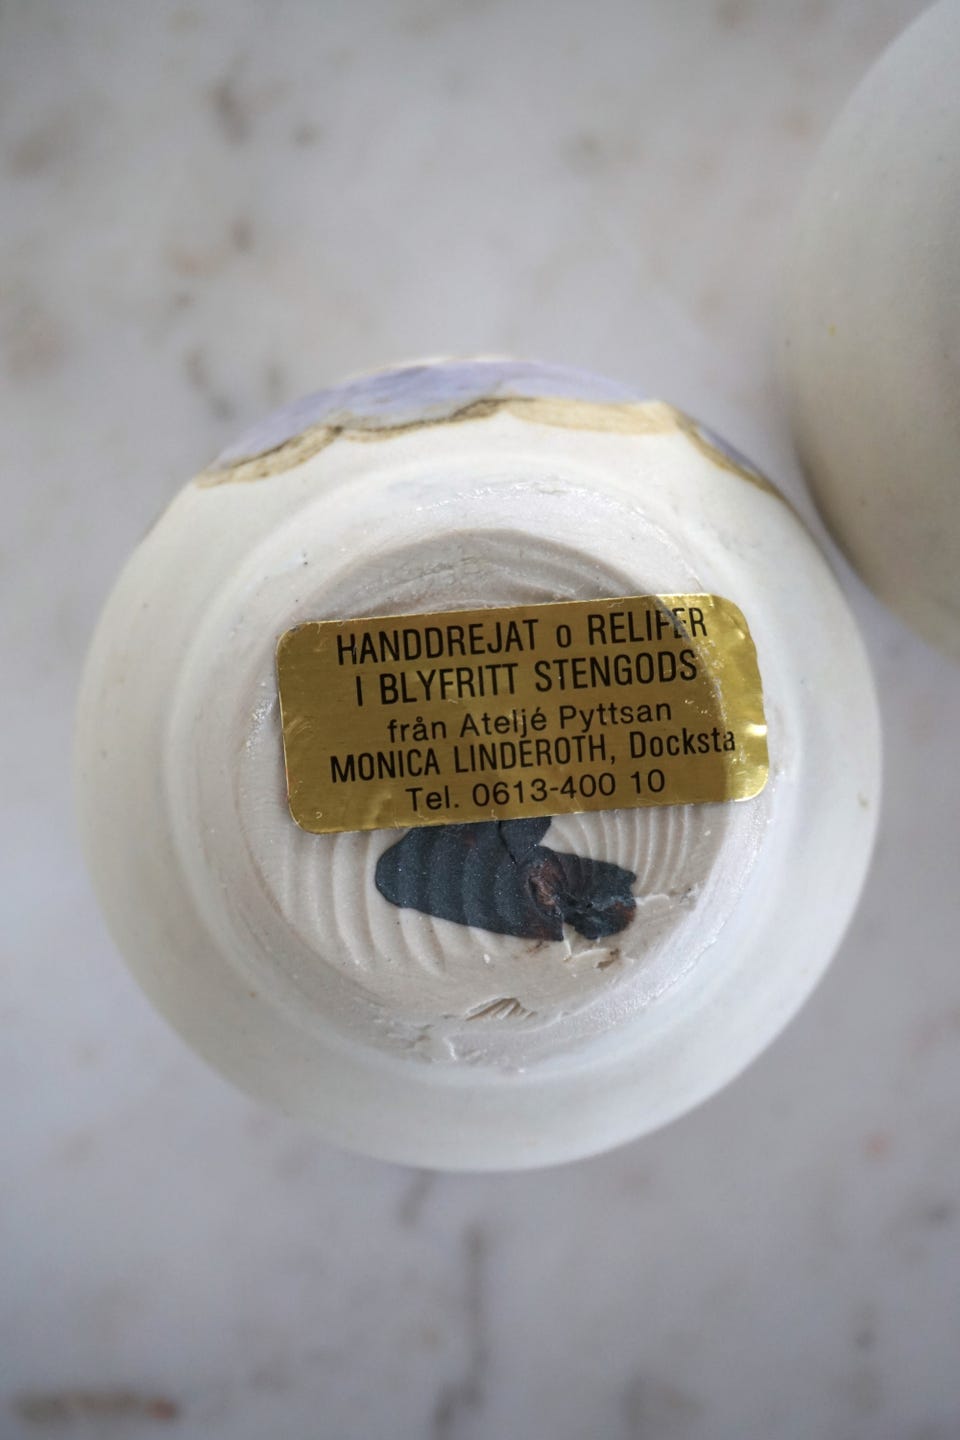 HANDDREJAT o RELIFER
I BLYFRITT STENGODS
från Ateljé Pyttsan
MONICA LINDEROTH, Docksta
Tel. 0613-400 10